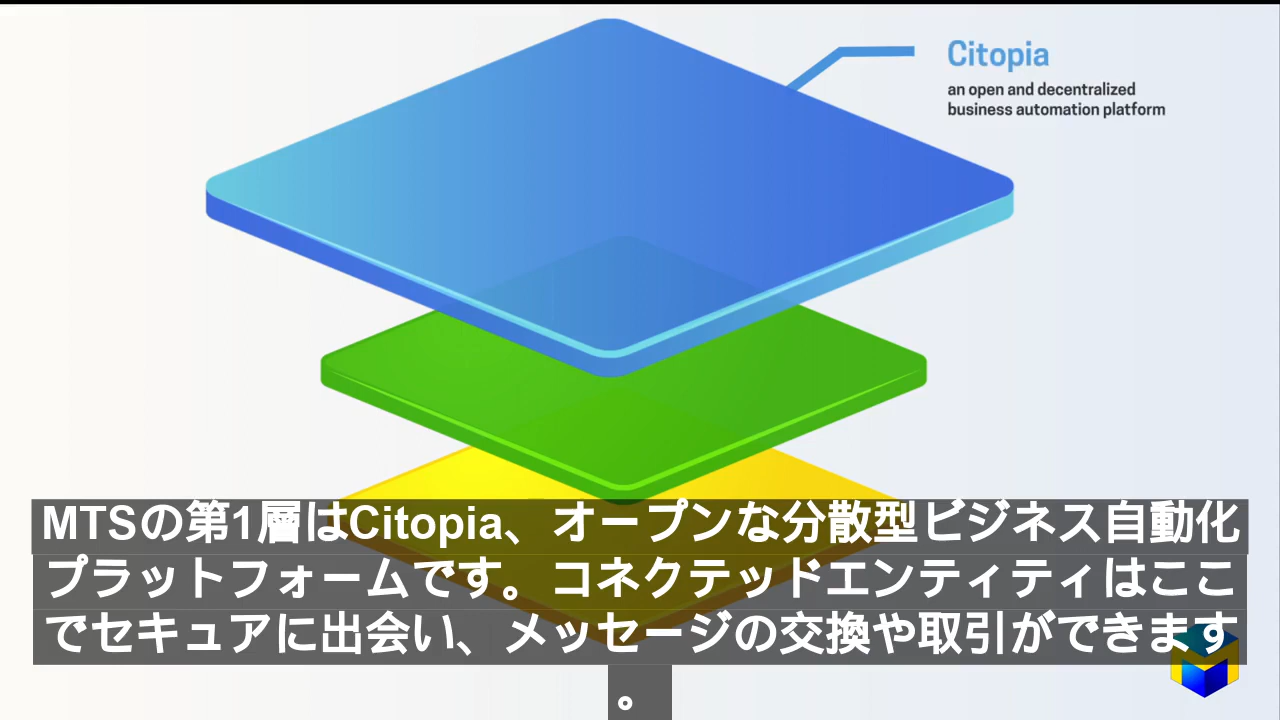 Citopia
an open and decentralized
business automation platform
MTSの第1層はCitopia、オープンな分散型ビジネス自動化
プラットフォームです。コネクテッドエンティティはここ
でセキュアに出会い、メッセージの交換や取引ができます
。